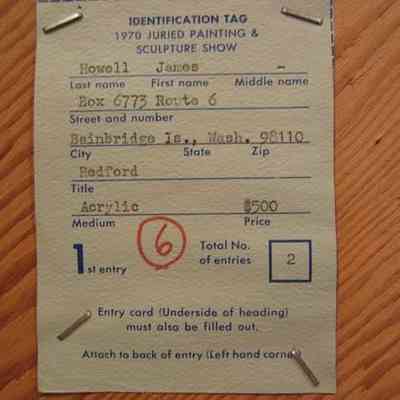 IDENTIFICATION TAG
1970 JURIED PAINTING &
SCULPTURE SHOW
Howell James -
Last name First name Middle name
Box 6773 Route 6
Street and number
Bainbridge Is., Wash. 98110
City State Zip
Redford
Title
Acrylic $500
Medium Price
1st entry 6 Total No. of entries 2
Entry card (Underside of heading)
must also be filled out.
Attach to back of entry (Left hand corner)